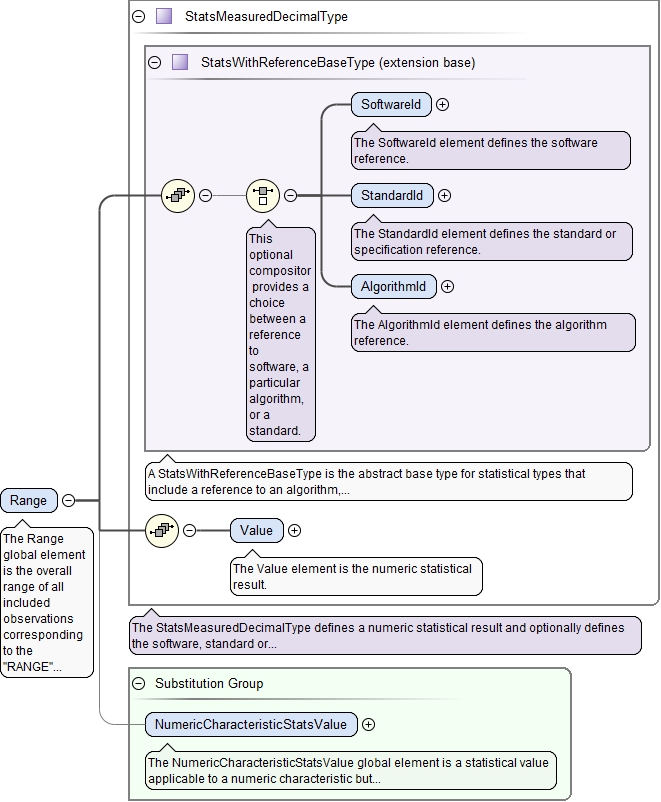 StatsMeasuredDecimalType
StatsWithReferenceBaseType (extension base)
SoftwareId
The SoftwareId element defines the software
reference.
StandardId
The StandardId element defines the standard or
specification reference.
AlgorithmId
The AlgorithmId element defines the algorithm
reference.
This
optional
compositor
provides a
choice
between a
reference
to
software, a
particular
algorithm,
or a
standard.
A StatsWithReferenceBaseType is the abstract base type for statistical types that
include a reference to an algorithm,...
Range
The Range
global element
is the overall
range of all
included
observations
corresponding
to the
"RANGE"...
Value
The Value element is the numeric statistical
result.
The StatsMeasuredDecimalType defines a numeric statistical result and optionally defines
the software, standard or...
Substitution Group
NumericCharacteristicStatsValue
The NumericCharacteristicStatsValue global element is a statistical value
applicable to a numeric characteristic but...